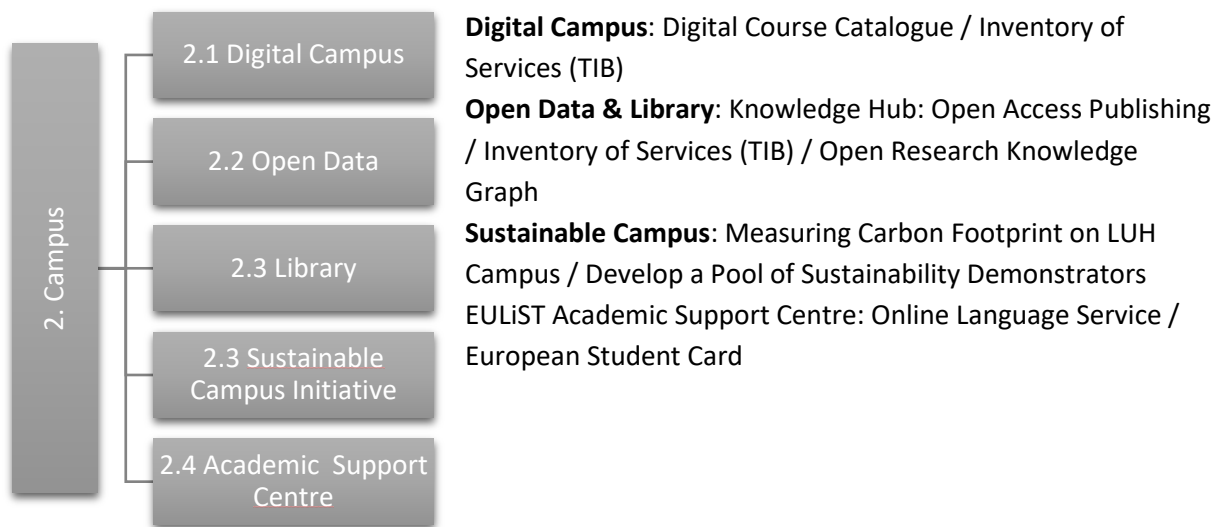 2. Campus
2.1 Digital Campus
2.2 Open Data
2.3 Library
2.3 Sustainable
Campus Initiative
2.4 Academic Support
Centre
Digital Campus: Digital Course Catalogue / Inventory of
Services (TIB)
Open Data & Library: Knowledge Hub: Open Access Publishing
/ Inventory of Services (TIB) / Open Research Knowledge
Graph
Sustainable Campus: Measuring Carbon Footprint on LUH
Campus / Develop a Pool of Sustainability Demonstrators
EULiST Academic Support Centre: Online Language Service /
European Student Card